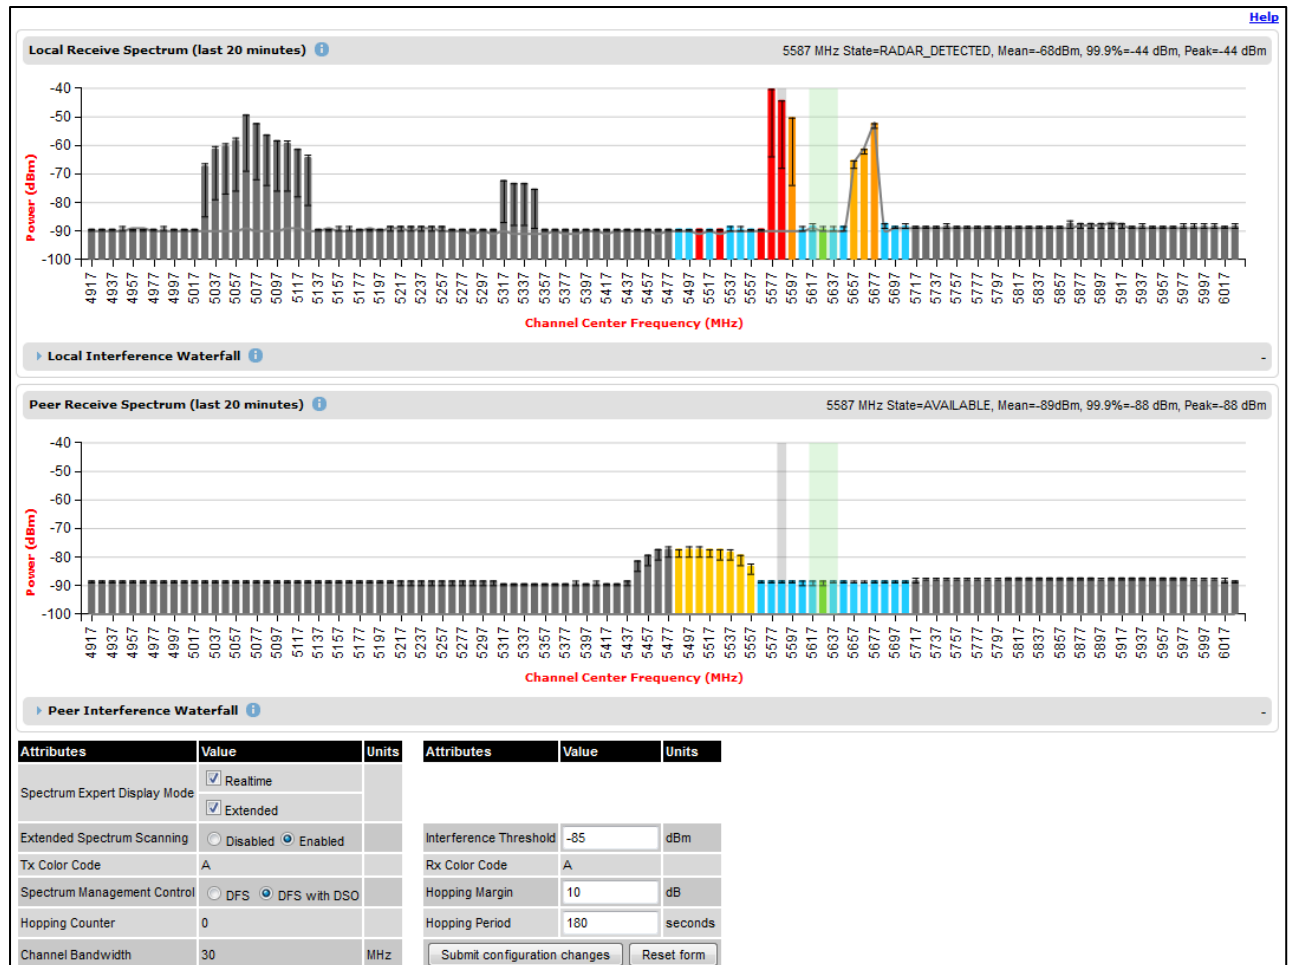 Help
Local Receive Spectrum (last 20 minutes) i 5587 MHz State=RADAR_DETECTED, Mean=-68dBm, 99.9%=-44 dBm, Peak=-44 dBm
-40
-50
-60
-70
-80
-90
-100
Power (dBm)
4917 4937 4957 4977 4997 5017 5037 5057 5077 5097 5117 5137 5157 5177 5197 5217 5237 5257 5277 5297 5317 5337 5357 5377 5397 5417 5437 5457 5477 5497 5517 5537 5557 5577 5597 5617 5637 5657 5677 5697 5717 5737 5757 5777 5797 5817 5837 5857 5877 5897 5917 5937 5957 5977 5997 6017
Channel Center Frequency (MHz)
Local Interference Waterfall i -
Peer Receive Spectrum (last 20 minutes) i 5587 MHz State=AVAILABLE, Mean=-89dBm, 99.9%=-88 dBm, Peak=-88 dBm
-40
-50
-60
-70
-80
-90
-100
Power (dBm)
4917 4937 4957 4977 4997 5017 5037 5057 5077 5097 5117 5137 5157 5177 5197 5217 5237 5257 5277 5297 5317 5337 5357 5377 5397 5417 5437 5457 5477 5497 5517 5537 5557 5577 5597 5617 5637 5657 5677 5697 5717 5737 5757 5777 5797 5817 5837 5857 5877 5897 5917 5937 5957 5977 5997 6017
Channel Center Frequency (MHz)
Peer Interference Waterfall i -
Attributes Value Units Attributes Value Units
Spectrum Expert Display Mode Realtime
Extended
Extended Spectrum Scanning Disabled Enabled Interference Threshold -85 dBm
Tx Color Code A Rx Color Code A
Spectrum Management Control DFS DFS with DSO Hopping Margin 10 dB
Hopping Counter 0 Hopping Period 180 seconds
Channel Bandwidth 30 MHz Submit configuration changes Reset form